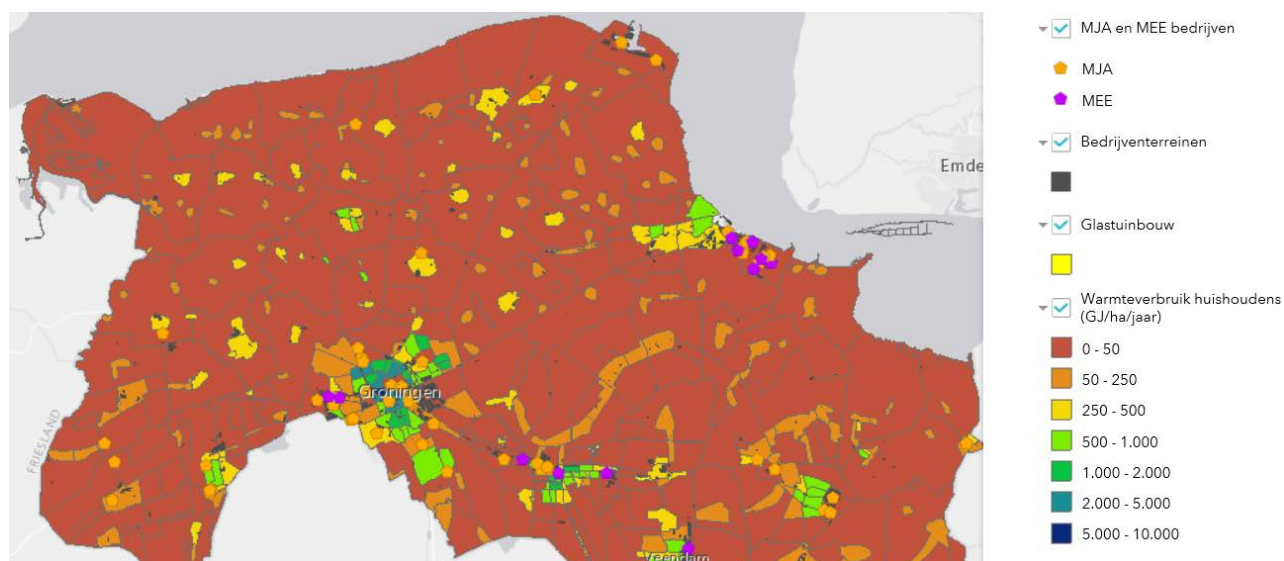 Emde
Groningen
FRIESLAND
Veendam
MJA en MEE bedrijven
MJA
MEE
Bedrijventerreinen
Glastuinbouw
Warmteverbruik huishoudens
(GJ/ha/jaar)
0 - 50
50 - 250
250 - 500
500 - 1.000
1.000 - 2.000
2.000 - 5.000
5.000 - 10.000